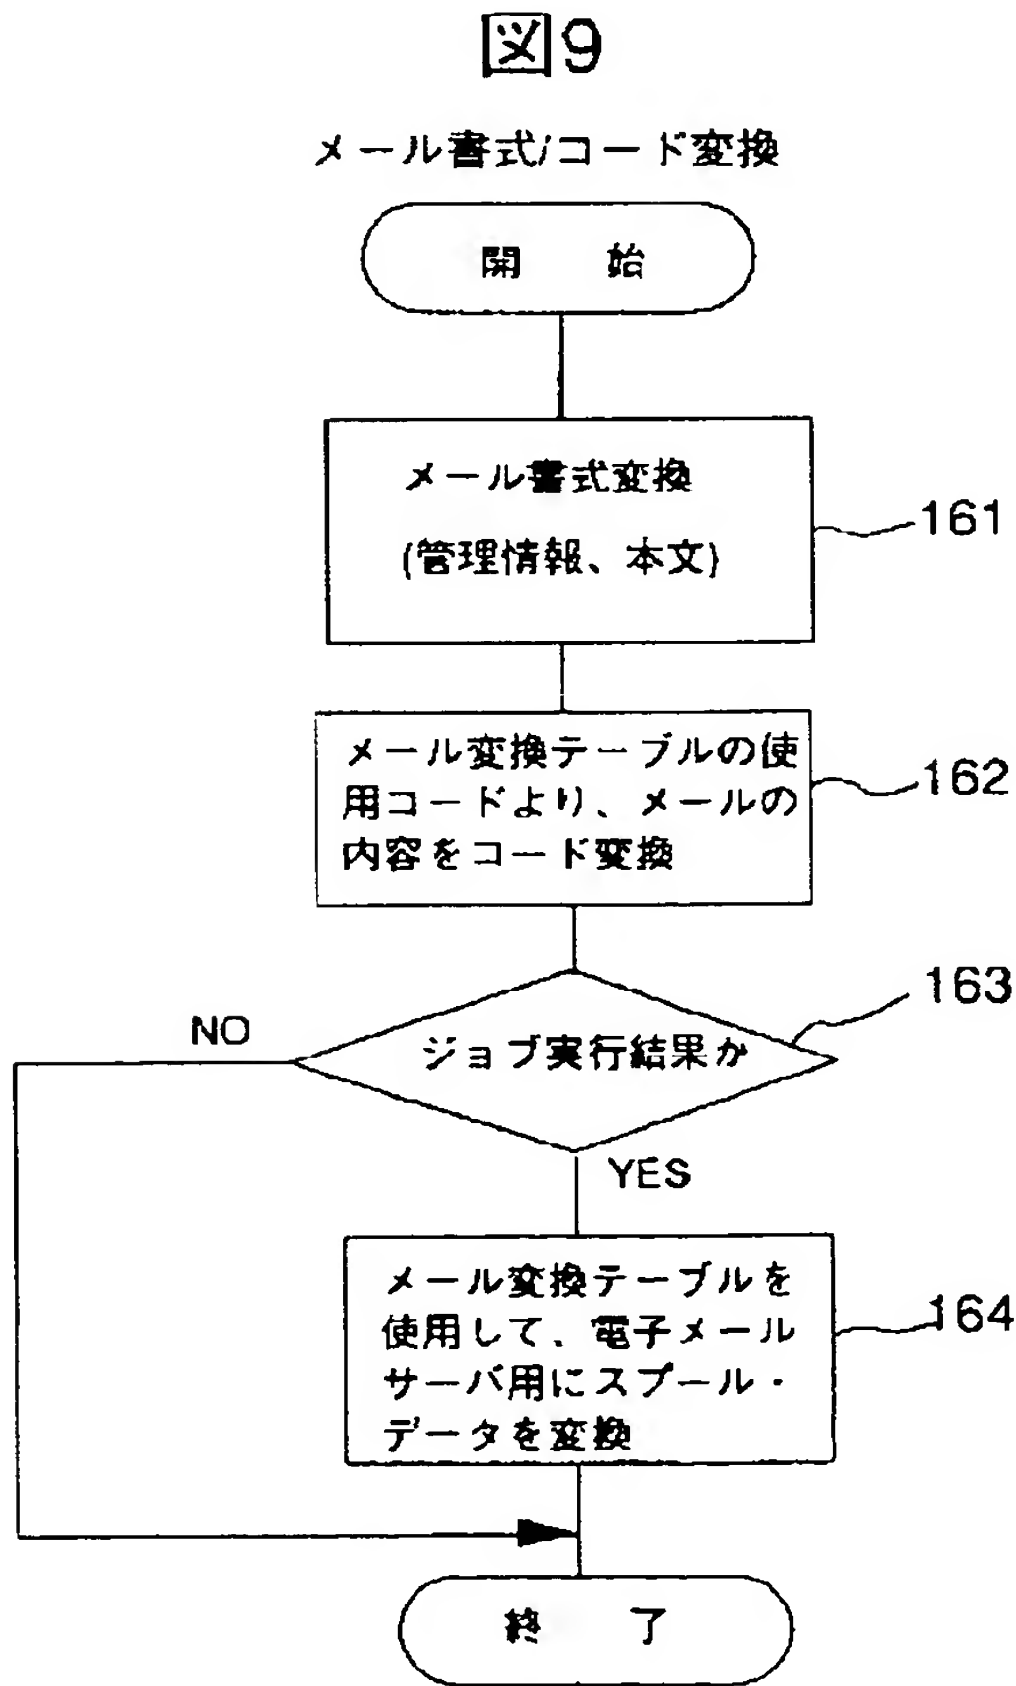 図9
メール書式/コード変換
開 始
メール書式変換
(管理情報、本文)
161
メール変換テーブルの使
用コードより、メールの
内容をコード変換
162
163
NO
ジョブ実行結果か
YES
メール変換テーブルを
使用して、電子メール
サーバ用にスプール・
データを変換
164
終 了